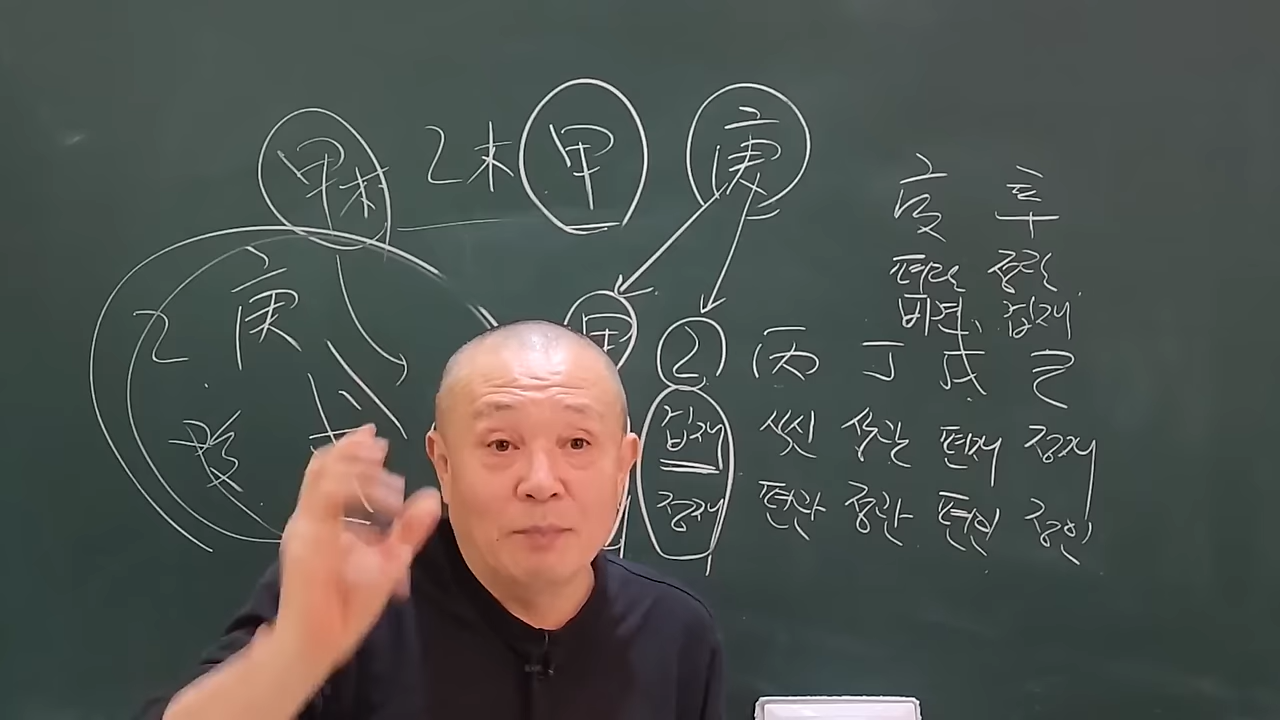 甲木 乙木 甲 庚
庚 辛
편관 정관
비견、겁재
乙 庚
甲 乙 丙 丁 戊 己
겁재 식신 상관 편재 정재
정재 편관 정관 편인 정인